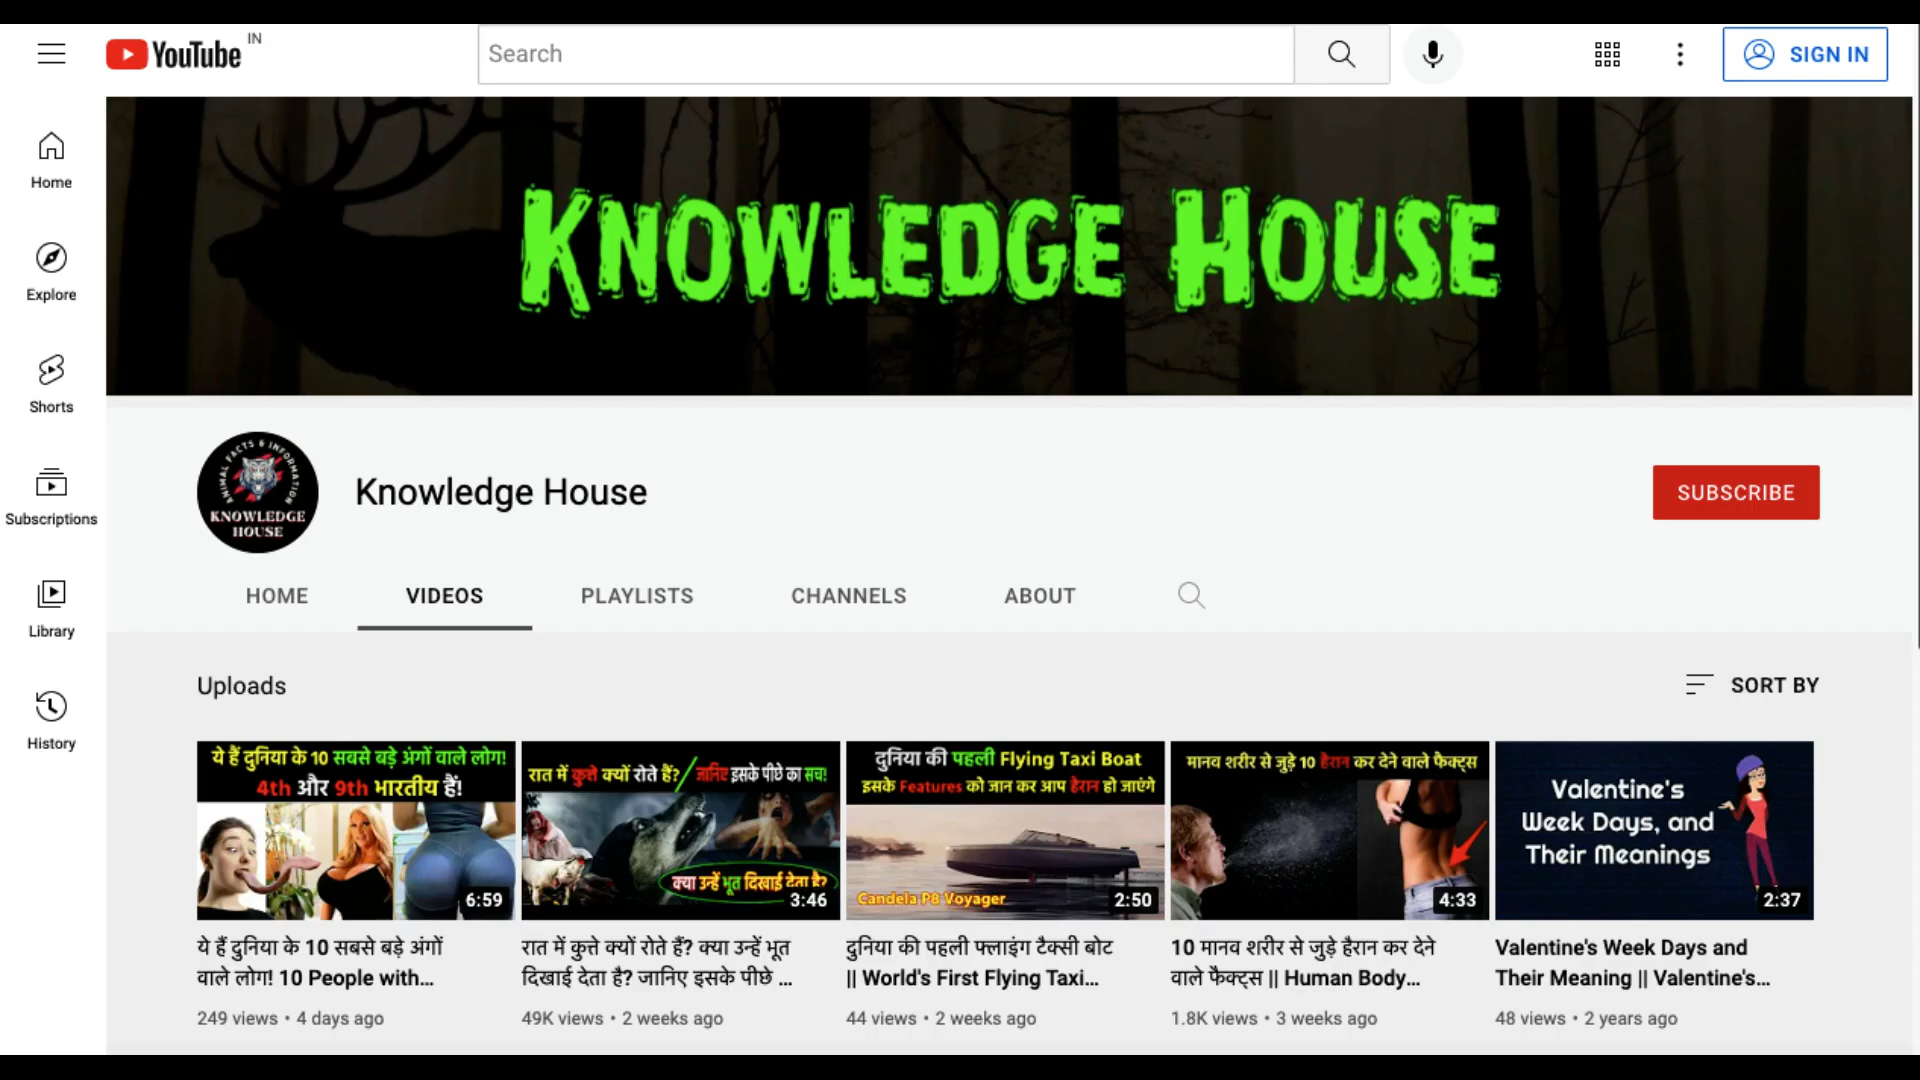 YouTube IN
Search
SIGN IN
Home
Explore
Shorts
Subscriptions
Library
History
KNOWLEDGE HOUSE
ANIMAL FACTS & INFORMATION
KNOWLEDGE
HOUSE
Knowledge House
SUBSCRIBE
HOME VIDEOS PLAYLISTS CHANNELS ABOUT
Uploads
SORT BY
ये हैं दुनिया के 10 सबसे बड़े अंगों वाले लोग!
4th और 9th भारतीय हैं!
6:59
रात में कुत्ते क्यों रोते हैं? / जानिए इसके पीछे का सच!
क्या उन्हें भूत दिखाई देता है?
3:46
दुनिया की पहली Flying Taxi Boat
इसके Features को जान कर आप हैरान हो जाएंगे
Candela P8 Voyager
2:50
मानव शरीर से जुड़े 10 हैरान कर देने वाले फैक्ट्स
4:33
Valentine's
Week Days, and
Their Meanings
2:37
ये हैं दुनिया के 10 सबसे बड़े अंगों
वाले लोग! 10 People with...
249 views • 4 days ago
रात में कुत्ते क्यों रोते हैं? क्या उन्हें भूत
दिखाई देता है? जानिए इसके पीछे ...
49K views • 2 weeks ago
दुनिया की पहली फ्लाइंग टैक्सी बोट
|| World's First Flying Taxi...
44 views • 2 weeks ago
10 मानव शरीर से जुड़े हैरान कर देने
वाले फैक्ट्स || Human Body...
1.8K views • 3 weeks ago
Valentine's Week Days and
Their Meaning || Valentine's...
48 views • 2 years ago